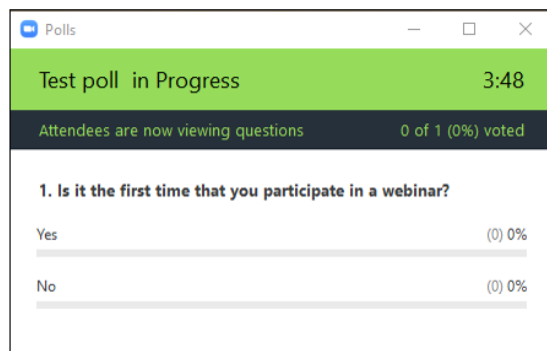 Polls
Test poll in Progress 3:48
Attendees are now viewing questions 0 of 1 (0%) voted
1. Is it the first time that you participate in a webinar?
Yes (0) 0%
No (0) 0%